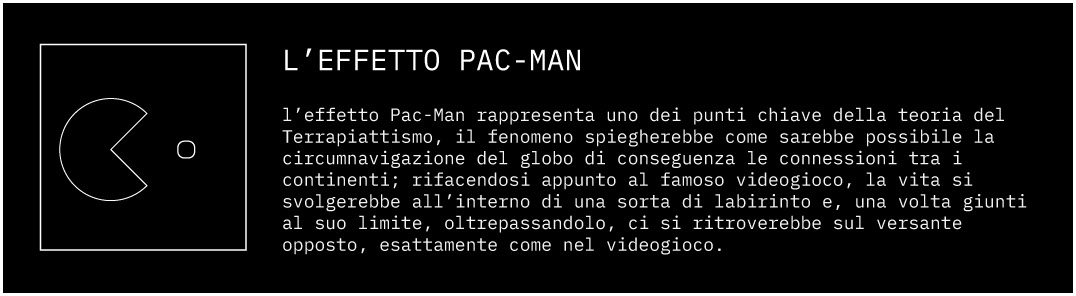 L’EFFETTO PAC-MAN
l’effetto Pac-Man rappresenta uno dei punti chiave della teoria del
Terrapiattismo, il fenomeno spiegherebbe come sarebbe possibile la
circumnavigazione del globo di conseguenza le connessioni tra i
continenti; rifacendosi appunto al famoso videogioco, la vita si
svolgerebbe all’interno di una sorta di labirinto e, una volta giunti
al suo limite, oltrepassandolo, ci si ritroverebbe sul versante
opposto, esattamente come nel videogioco.